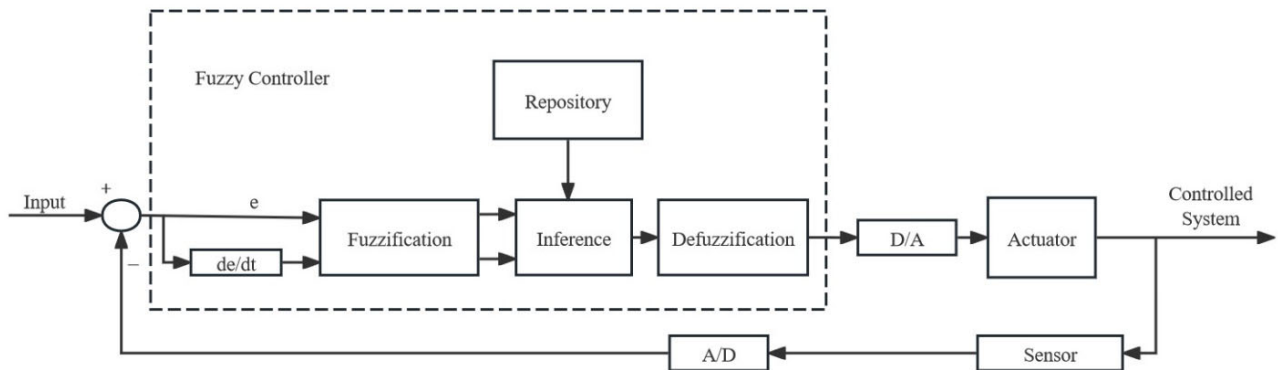 Fuzzy Controller
Repository
+
Input
e
Controlled
System
Fuzzification
Inference
Defuzzification
D/A
Actuator
−
de/dt
A/D
Sensor